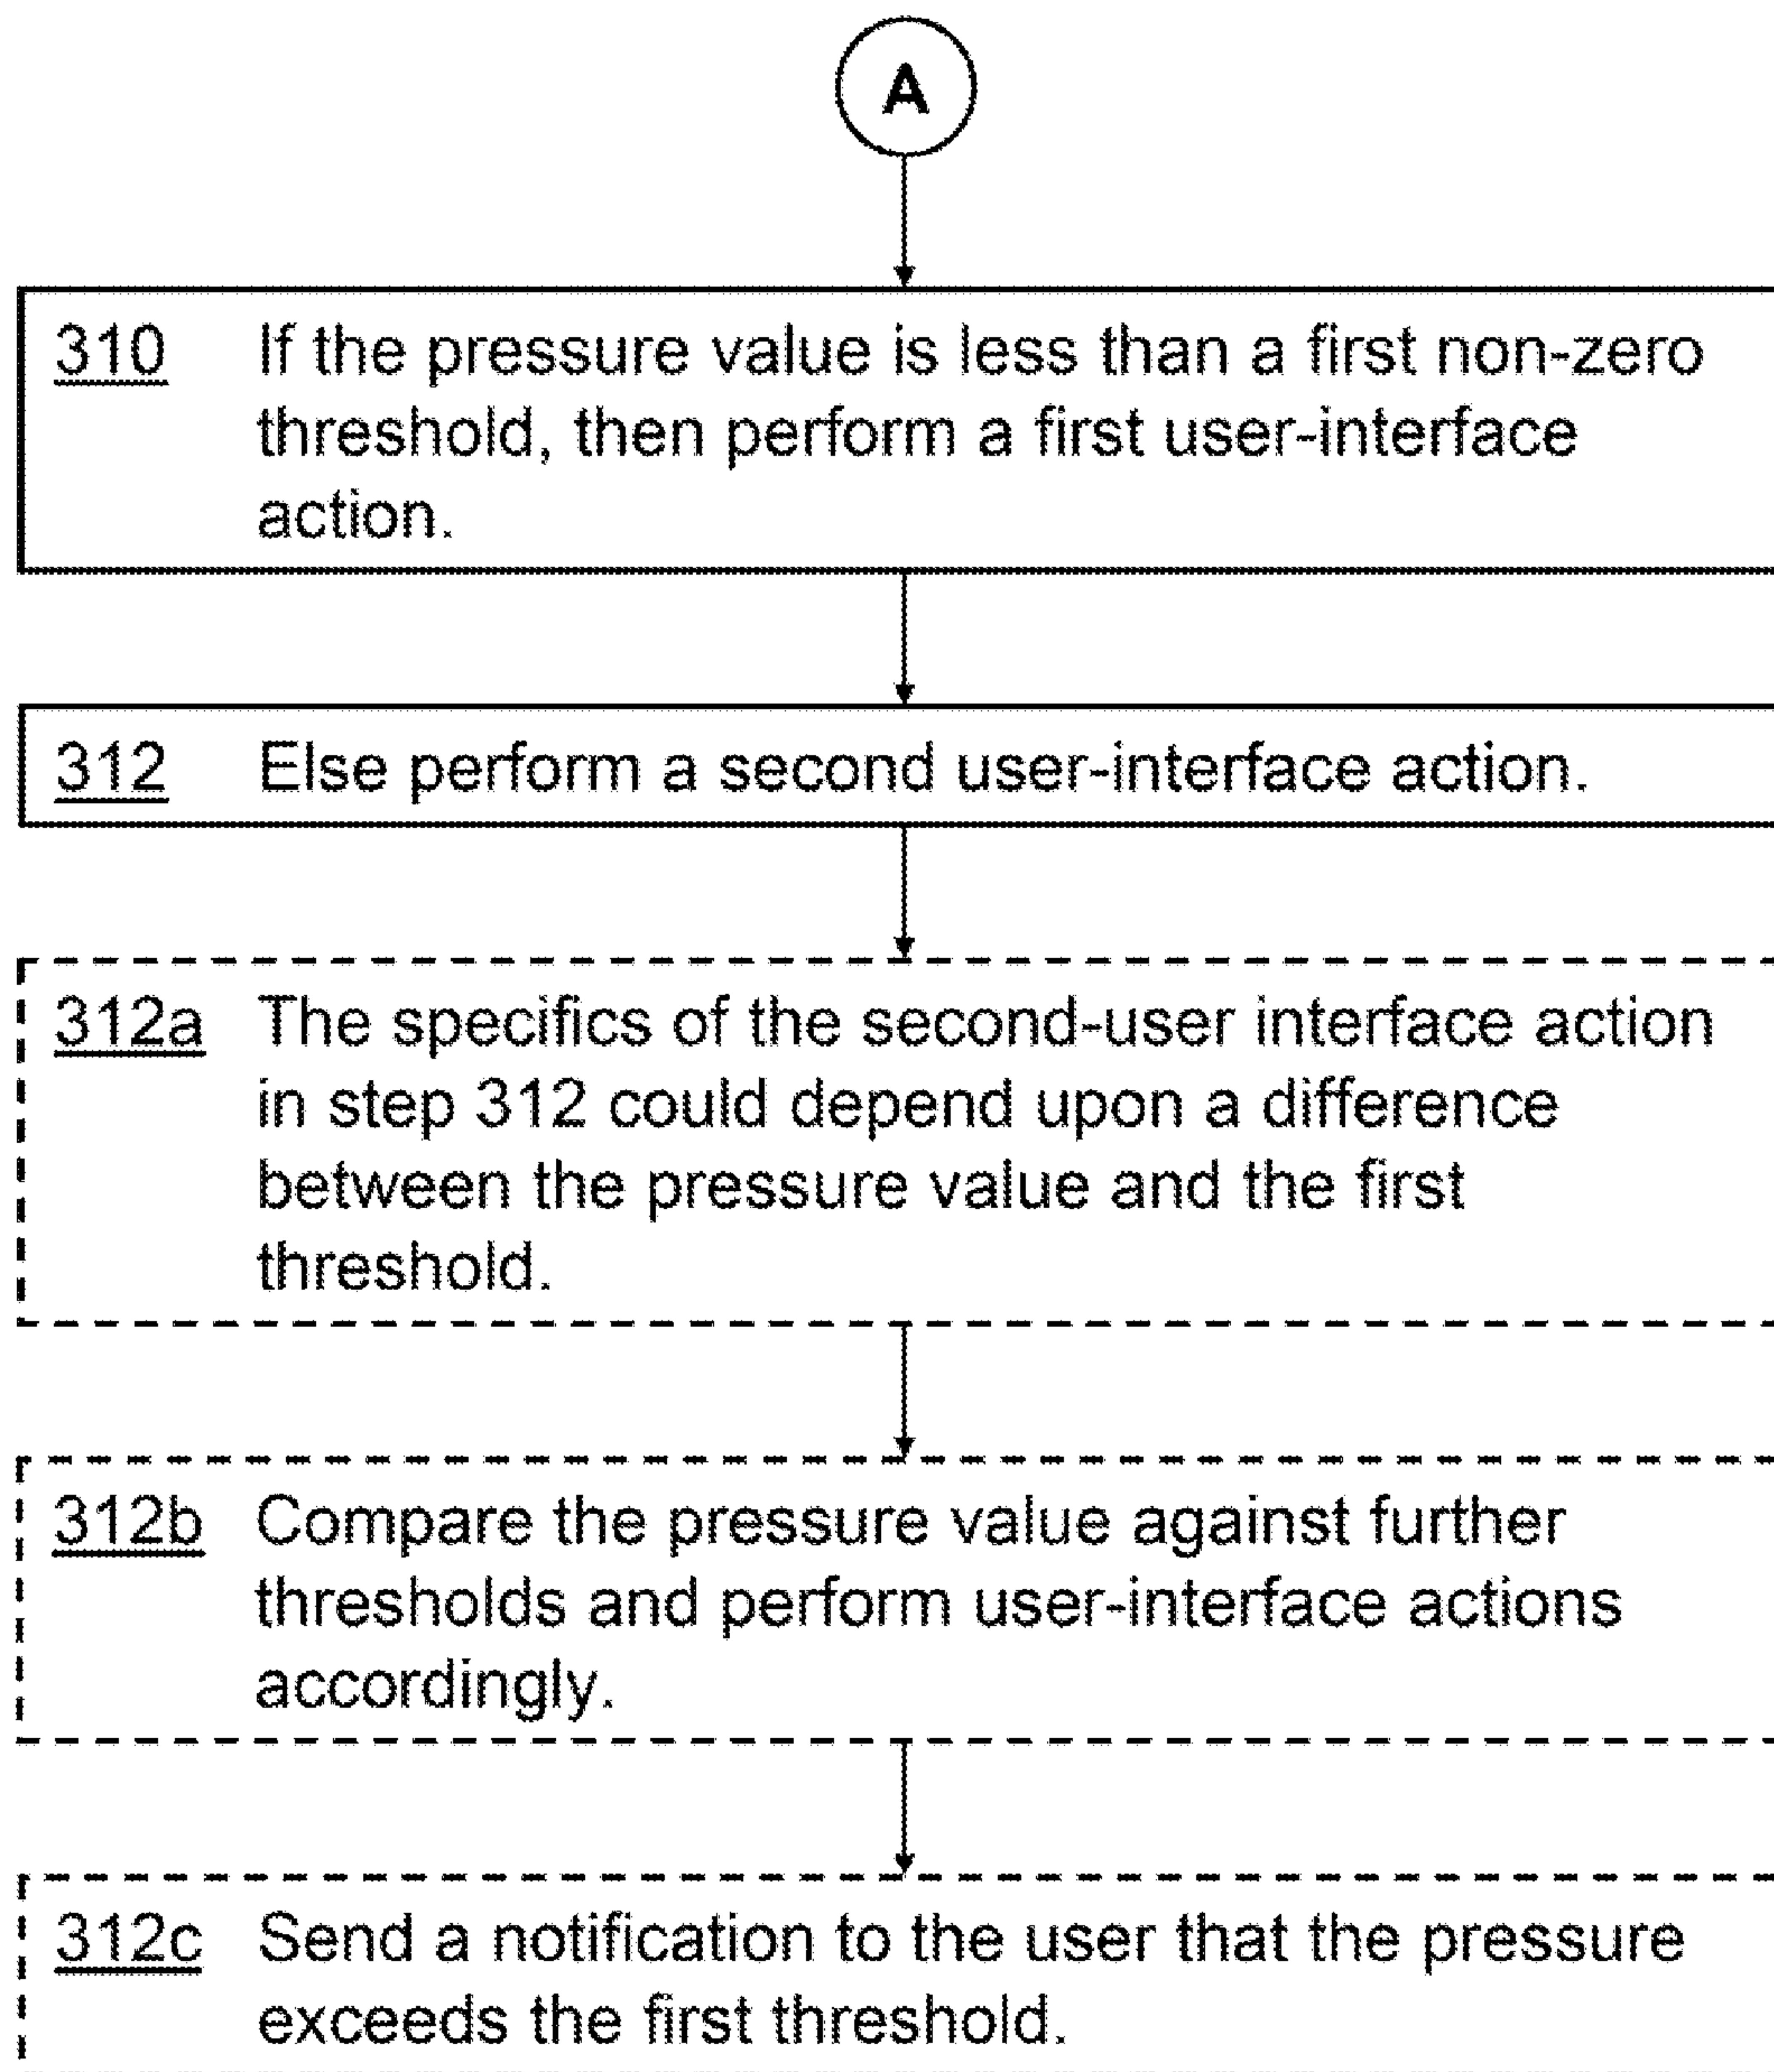 A
310 If the pressure value is less than a first non-zero
threshold, then perform a first user-interface
action.
312 Else perform a second user-interface action.
312a The specifics of the second-user interface action
in step 312 could depend upon a difference
between the pressure value and the first
threshold.
312b Compare the pressure value against further
thresholds and perform user-interface actions
accordingly.
312c Send a notification to the user that the pressure
exceeds the first threshold.